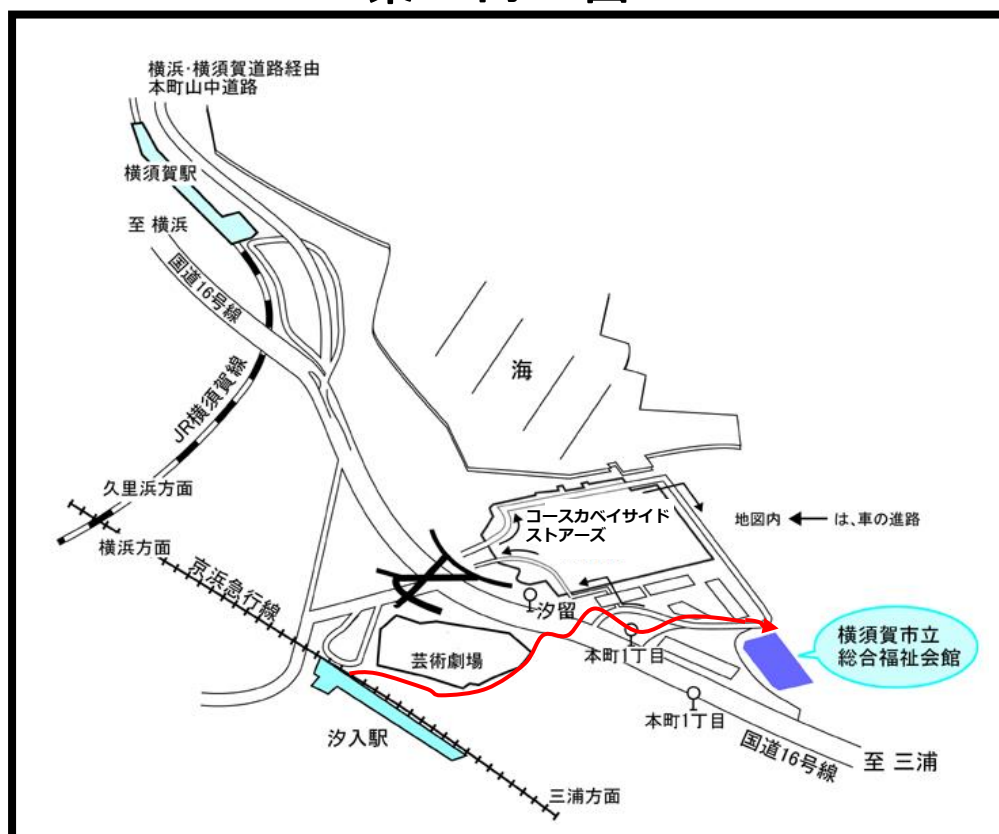 横浜・横須賀道路経由
本町山中道路
横須賀駅
至 横浜
国道16号線
JR横須賀線
海
久里浜方面
横浜方面
京浜急行線
コースカベイサイド
ストアーズ
地図内 ← は、車の進路
汐留
本町1丁目
芸術劇場
横須賀市立
総合福祉会館
汐入駅
本町1丁目
国道16号線
至 三浦
三浦方面